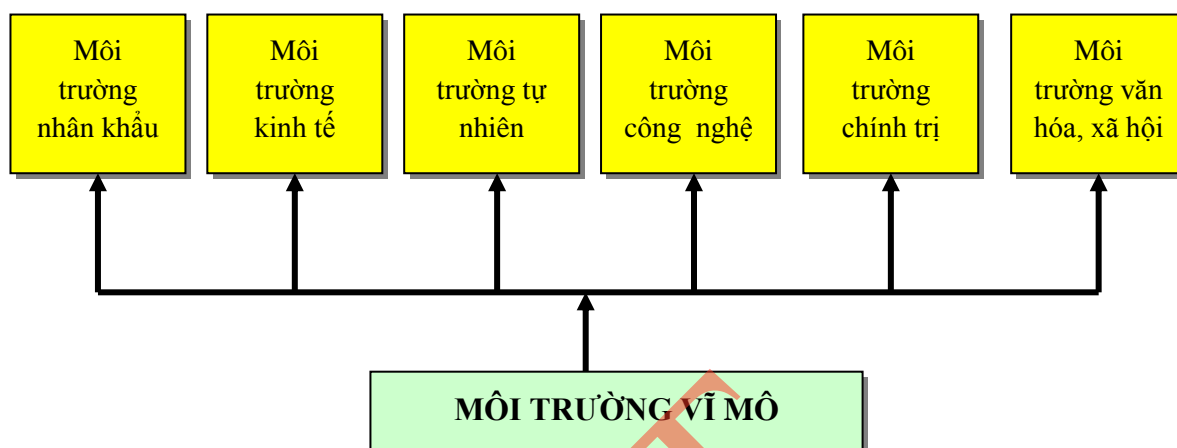 Môi
trường
nhân khẩu
Môi
trường
kinh tế
Môi
trường tự
nhiên
Môi
trường
công nghệ
Môi
trường
chính trị
Môi
trường văn
hóa, xã hội
MÔI TRƯỜNG VĨ MÔ
T